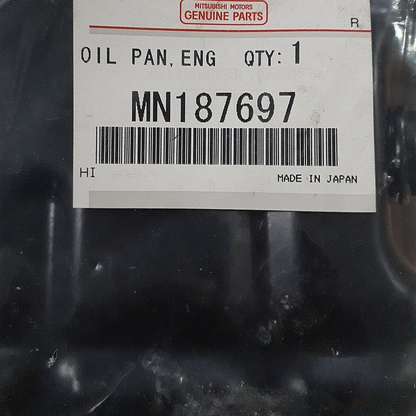 MITSUBISHI MOTORS
GENUINE PARTS
R
OIL PAN, ENG QTY: 1
MN187697
HI
MADE IN JAPAN